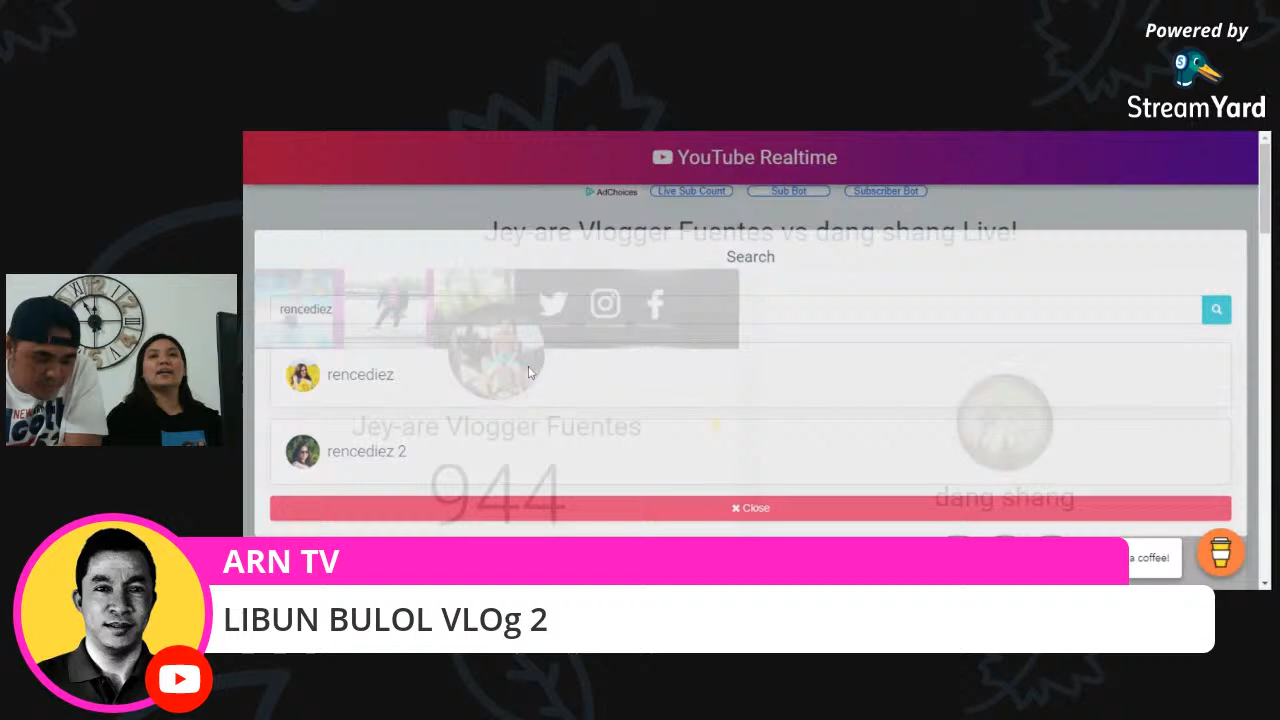 Powered by
StreamYard
YouTube Realtime
AdChoices
Live Sub Count
Sub Bot
Subscriber Bot
Jey-are Vlogger Fuentes vs dang shang Live!
Search
rencediez
rencediez
Jey-are Vlogger Fuentes
rencediez 2
944
dang shang
Close
a coffee!
ARN TV
LIBUN BULOL VLOg 2